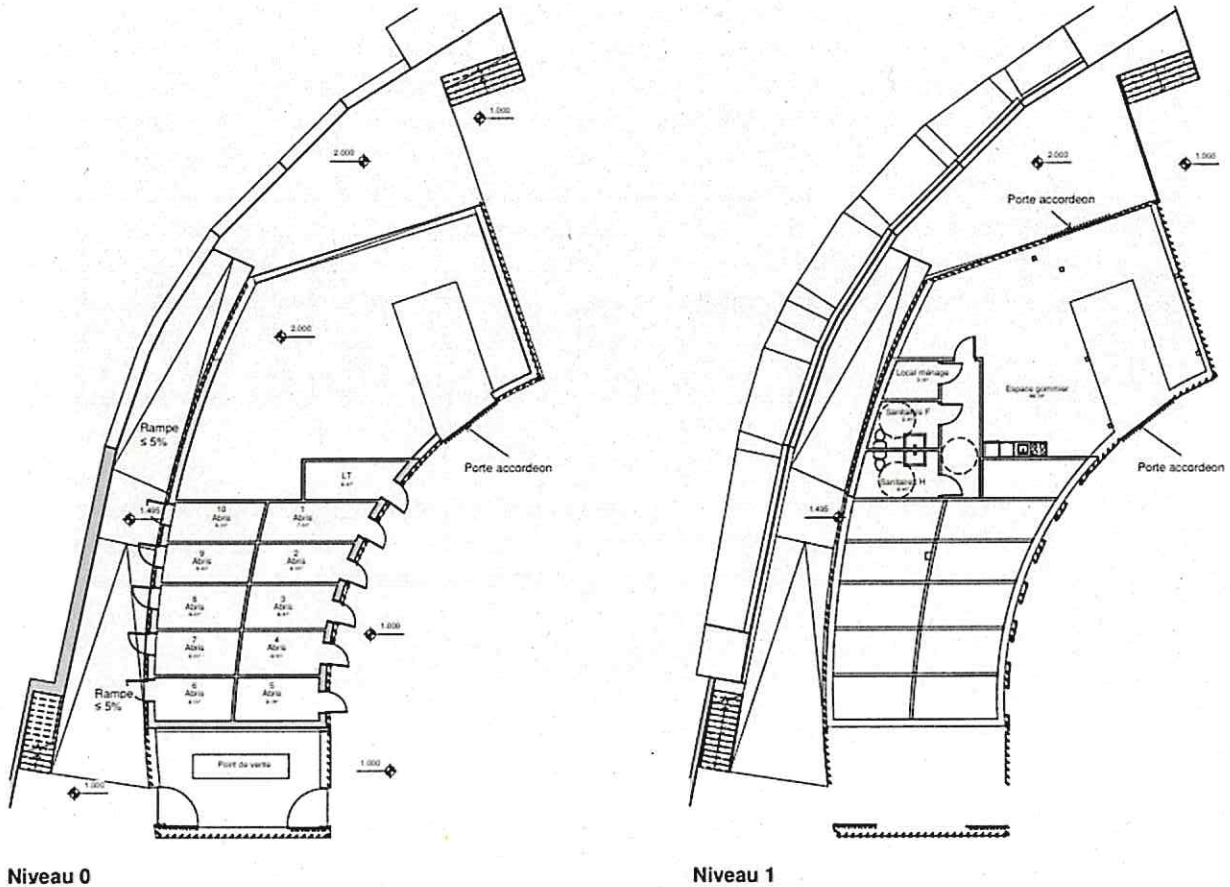 1.000
2.000
2.000
Rampe
≤ 5%
Porte accordeon
LT
1.495
10
Abris
1
Abris
9
Abris
2
Abris
8
Abris
3
Abris
7
Abris
4
Abris
1.000
6
Abris
5
Abris
Rampe
≤ 5%
Point de vente
1.000
1.000
Niveau 0
2.000
1.000
Porte accordeon
Local ménage
Espace gommier
Sanitaires F
Porte accordeon
Sanitaires H
1.495
Niveau 1